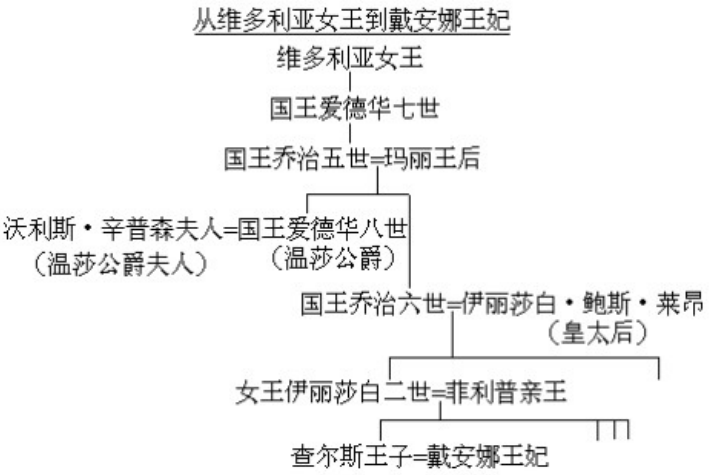 从维多利亚女王到戴安娜王妃
维多利亚女王
国王爱德华七世
国王乔治五世=玛丽王后
沃利斯·辛普森夫人=国王爱德华八世
（温莎公爵夫人） （温莎公爵）
国王乔治六世=伊丽莎白·鲍斯·莱昂
（皇太后）
女王伊丽莎白二世=菲利普亲王
查尔斯王子=戴安娜王妃